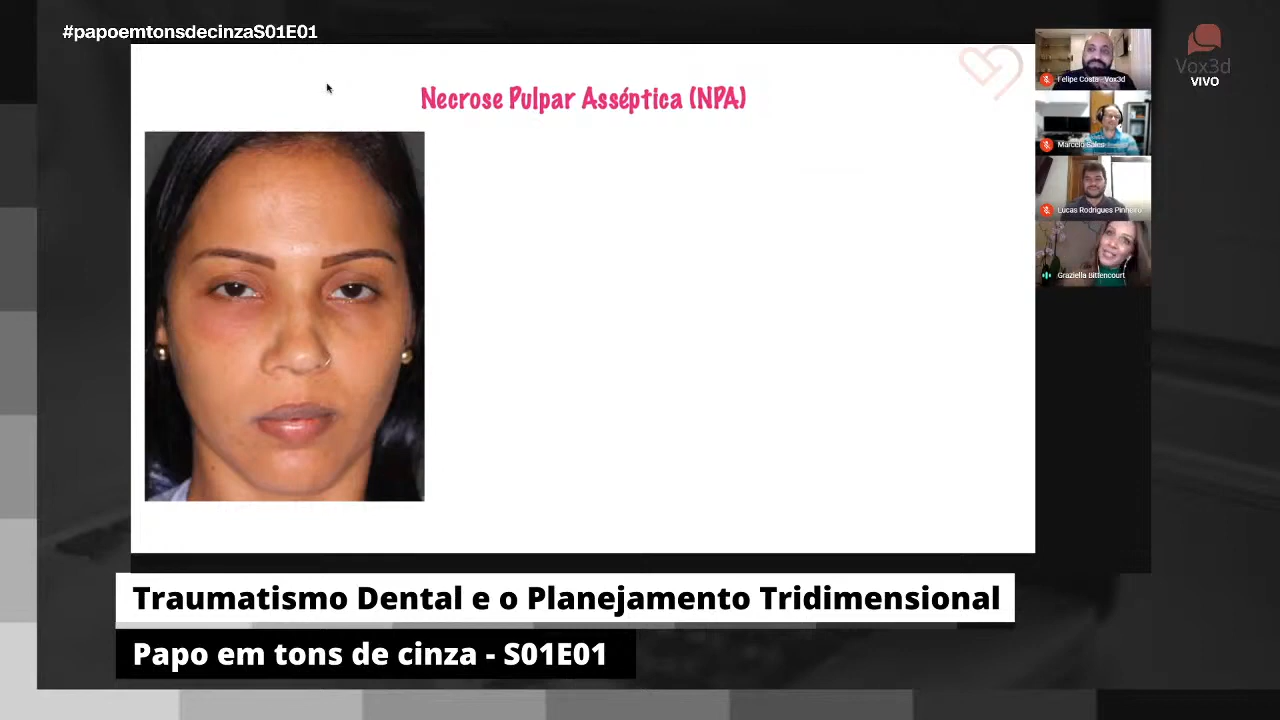 #papoemtonsdecinzaS01E01
Necrose Pulpar Asséptica (NPA)
Vox3d
VIVO
Felipe Costa - Vox3d
Marcelo Sales
Lucas Rodrigues Pinheiro
Graziella Bittencourt
Traumatismo Dental e o Planejamento Tridimensional
Papo em tons de cinza - S01E01